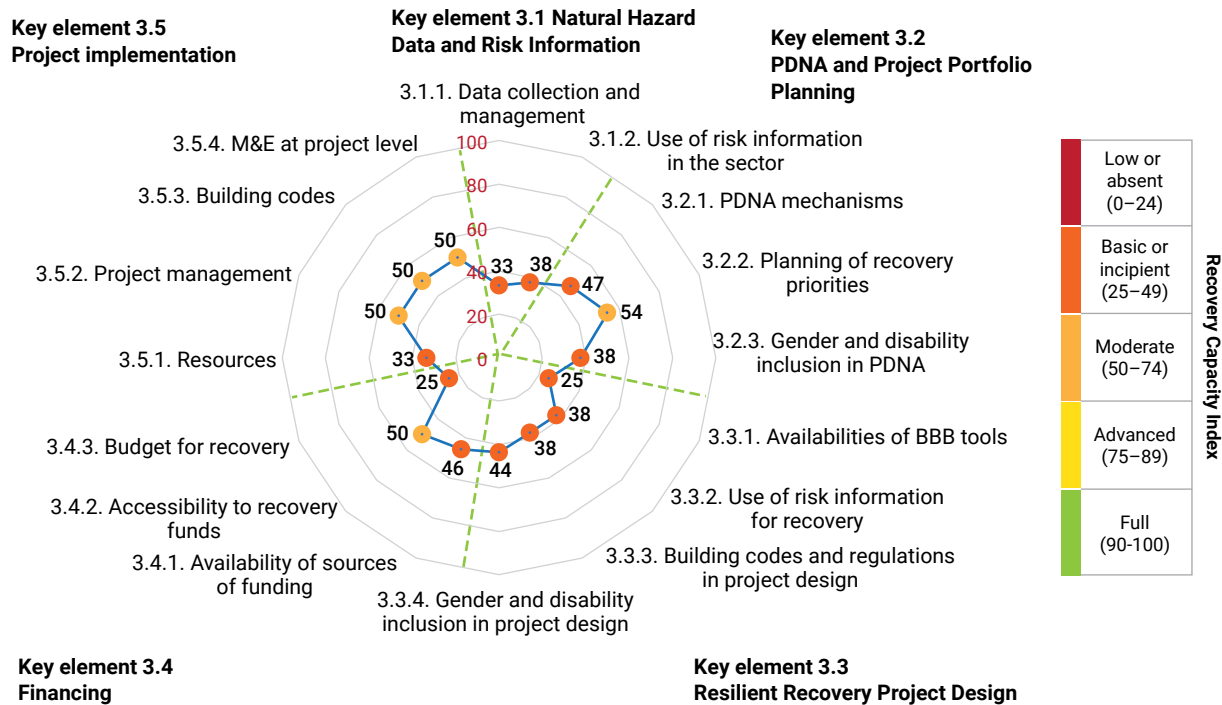 Key element 3.5
Project implementation
Key element 3.1 Natural Hazard
Data and Risk Information
Key element 3.2
PDNA and Project Portfolio
Planning
3.1.1. Data collection and
management
3.1.2. Use of risk information
in the sector
3.2.1. PDNA mechanisms
3.2.2. Planning of recovery
priorities
3.2.3. Gender and disability
inclusion in PDNA
3.3.1. Availabilities of BBB tools
3.3.2. Use of risk information
for recovery
3.3.3. Building codes and regulations
in project design
3.3.4. Gender and disability
inclusion in project design
3.4.1. Availability of sources
of funding
3.4.2. Accessibility to recovery
funds
3.4.3. Budget for recovery
3.5.1. Resources
3.5.2. Project management
3.5.3. Building codes
3.5.4. M&E at project level
100
80
60
40
20
0
33
38
47
54
38
25
38
38
44
46
50
25
33
50
50
50
Low or
absent
(0–24)
Basic or
incipient
(25–49)
Moderate
(50–74)
Advanced
(75–89)
Full
(90-100)
Recovery Capacity Index
Key element 3.4
Financing
Key element 3.3
Resilient Recovery Project Design